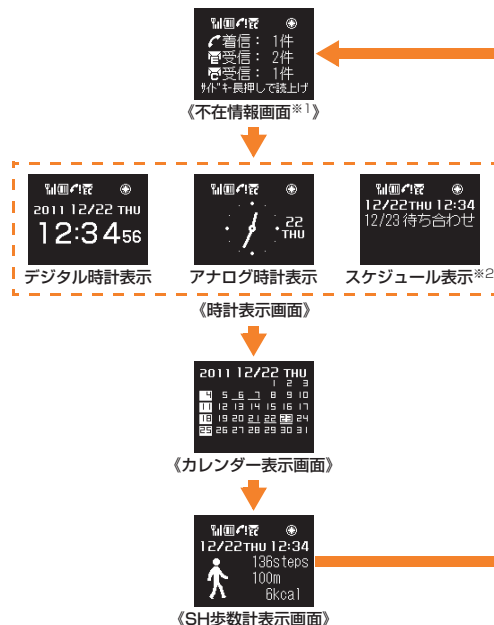 着信： 1件
受信： 2件
受信： 1件
ｻｲﾄﾞｷｰ長押しで読上げ
《不在情報画面※1》
2011 12/22 THU
12:34 56
デジタル時計表示
22
THU
アナログ時計表示
12/22THU 12:34
12/23 待ち合わせ
スケジュール表示※2
《時計表示画面》
2011 12/22 THU
1 2 3
4 5 6 7 8 9 10
11 12 13 14 15 16 17
18 19 20 21 22 23 24
25 26 27 28 29 30 31
《カレンダー表示画面》
12/22THU 12:34
136steps
100m
6kcal
《SH歩数計表示画面》